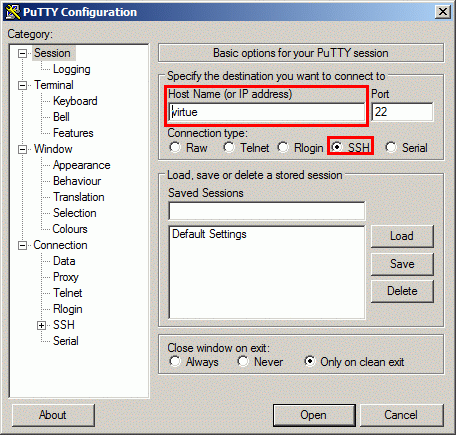 PuTTY Configuration
Category:
Session
Logging
Terminal
Keyboard
Bell
Features
Window
Appearance
Behaviour
Translation
Selection
Colours
Connection
Data
Proxy
Telnet
Rlogin
SSH
Serial
Basic options for your PuTTY session
Specify the destination you want to connect to
Host Name (or IP address) Port
virtue 22
Connection type:
Raw Telnet Rlogin SSH Serial
Load, save or delete a stored session
Saved Sessions
Default Settings
Load
Save
Delete
Close window on exit:
Always Never Only on clean exit
About Open Cancel